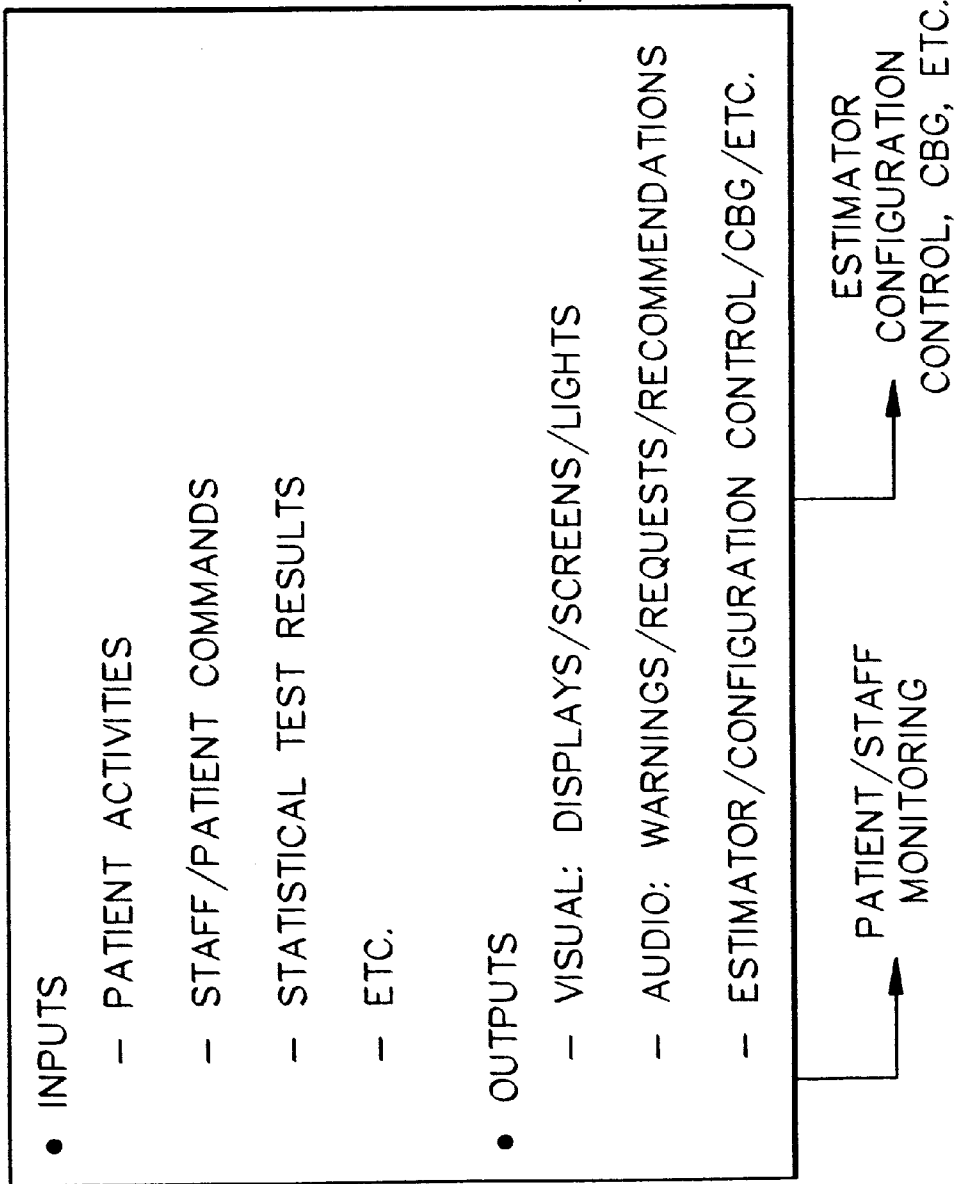 • INPUTS
– PATIENT ACTIVITIES
– STAFF/PATIENT COMMANDS
– STATISTICAL TEST RESULTS
– ETC.
• OUTPUTS
– VISUAL: DISPLAYS/SCREENS/LIGHTS
– AUDIO: WARNINGS/REQUESTS/RECOMMENDATIONS
– ESTIMATOR/CONFIGURATION CONTROL/CBG/ETC.
PATIENT/STAFF
MONITORING
ESTIMATOR
CONFIGURATION
CONTROL, CBG, ETC.